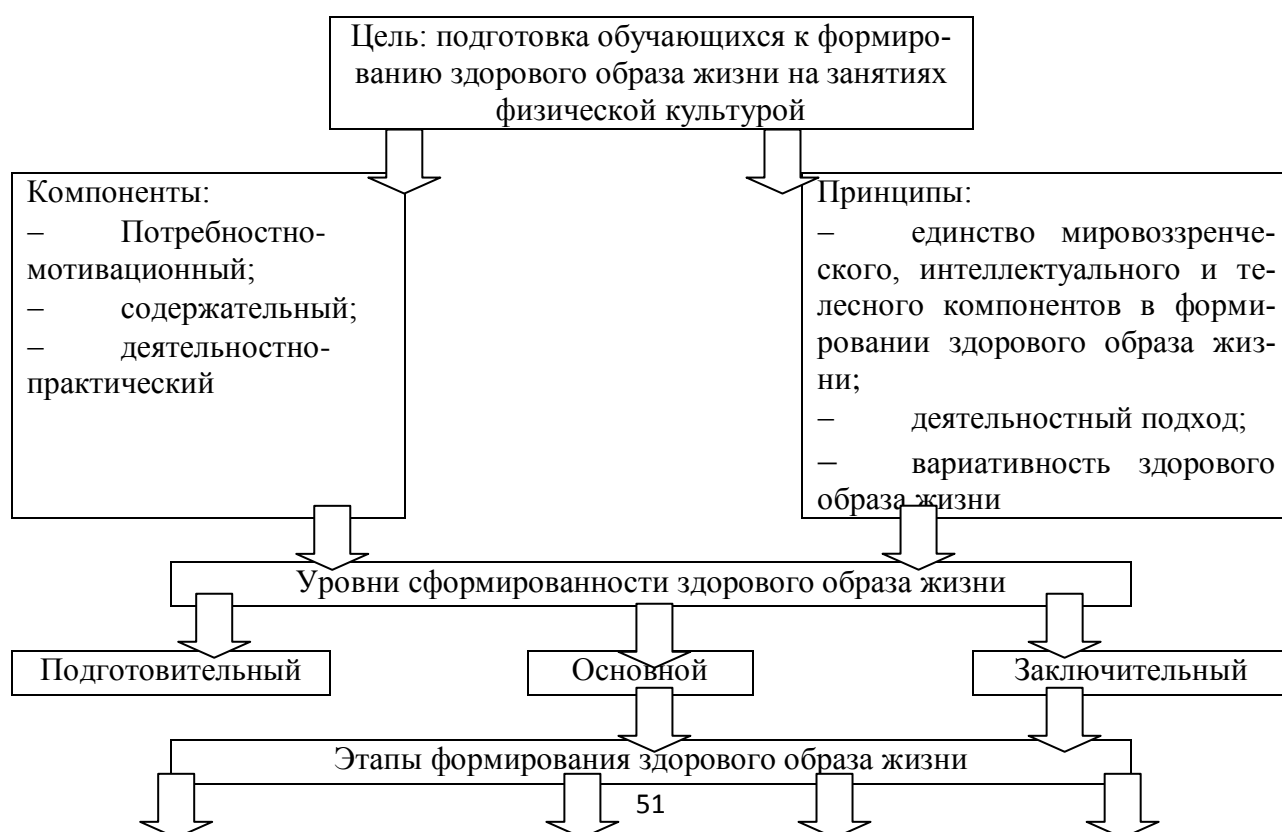 Цель: подготовка обучающихся к формиро-
ванию здорового образа жизни на занятиях
физической культурой
Компоненты:
– Потребностно-
мотивационный;
– содержательный;
– деятельностно-
практический
Принципы:
– единство мировоззренче-
ского, интеллектуального и те-
лесного компонентов в форми-
ровании здорового образа жиз-
ни;
– деятельностный подход;
– вариативность здорового
образа жизни
Уровни сформированности здорового образа жизни
Подготовительный
Основной
Заключительный
Этапы формирования здорового образа жизни
51